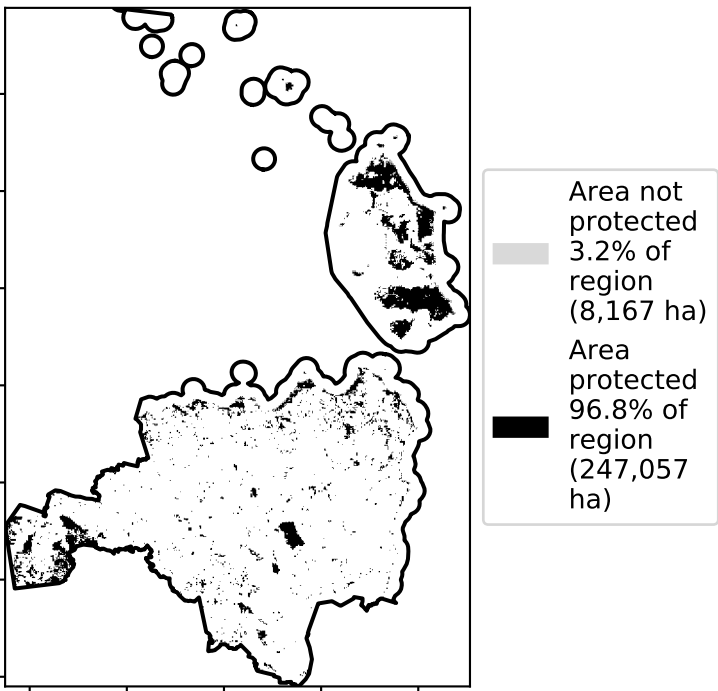 Area not
protected
3.2% of
region
(8,167 ha)
Area
protected
96.8% of
region
(247,057
ha)